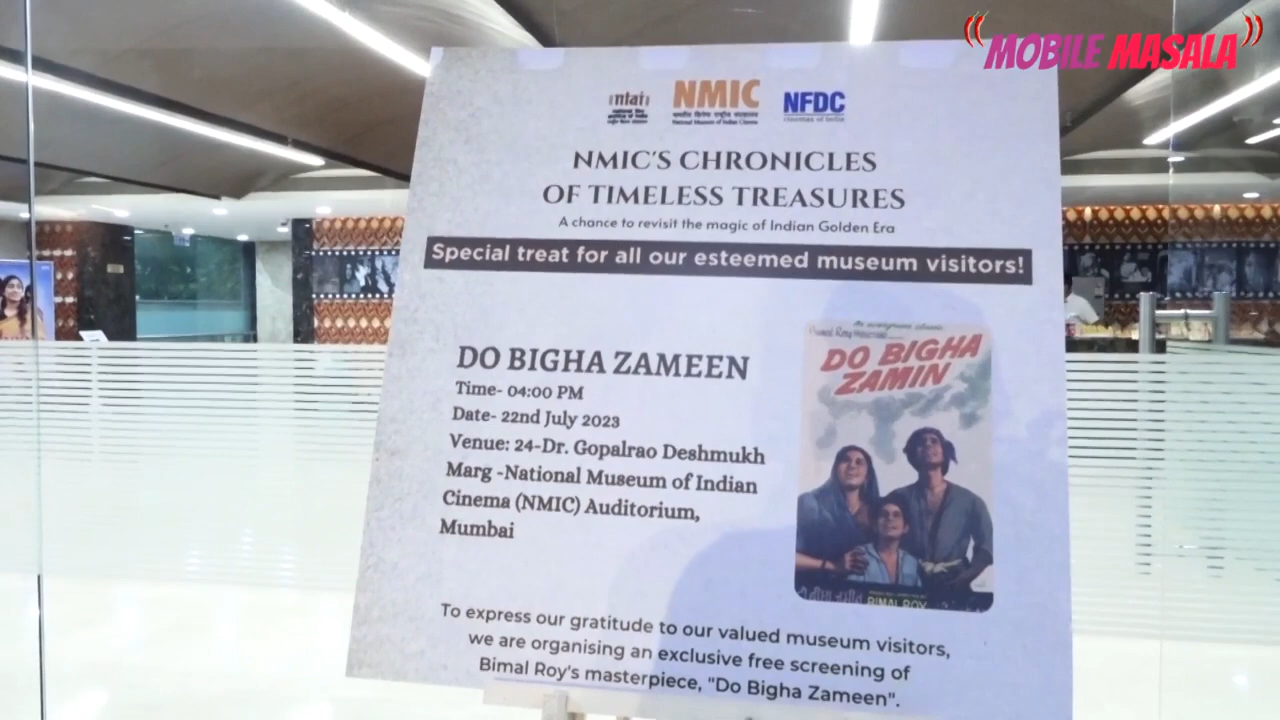 MOBILE MASALA
nfai NMIC NFDC
National Museum of Indian Cinema
cinemas of india
NMIC'S CHRONICLES
OF TIMELESS TREASURES
A chance to revisit the magic of Indian Golden Era
Special treat for all our esteemed museum visitors!
DO BIGHA ZAMEEN
Time- 04:00 PM
Date- 22nd July 2023
Venue: 24-Dr. Gopalrao Deshmukh
Marg -National Museum of Indian
Cinema (NMIC) Auditorium,
Mumbai
DO BIGHA
ZAMIN
BIMAL ROY
To express our gratitude to our valued museum visitors,
we are organising an exclusive free screening of
Bimal Roy's masterpiece, "Do Bigha Zameen".